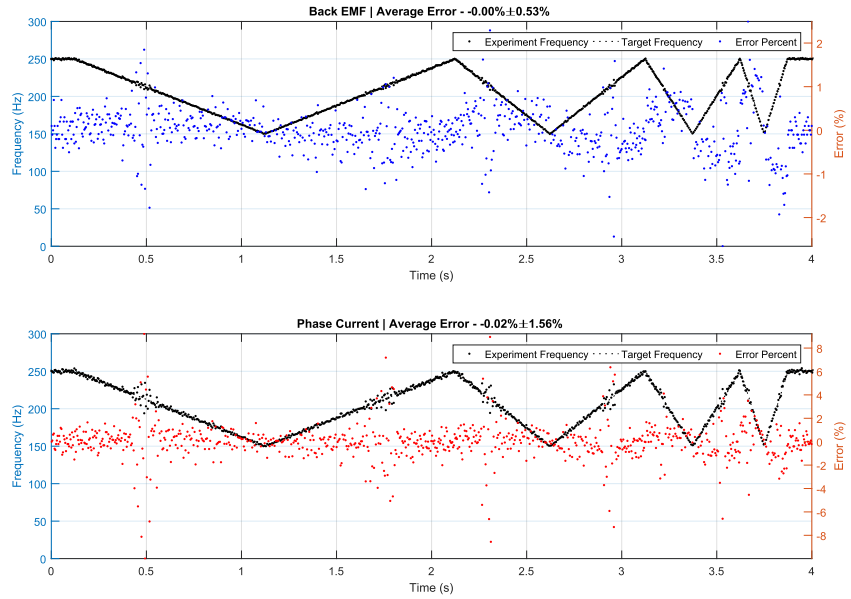 Back EMF | Average Error - -0.00%±0.53%
Experiment Frequency Target Frequency Error Percent
300
250
200
150
100
50
0
Frequency (Hz)
2
1
0
-1
-2
Error (%)
0 0.5 1 1.5 2 2.5 3 3.5 4
Time (s)
Phase Current | Average Error - -0.02%±1.56%
Experiment Frequency Target Frequency Error Percent
300
250
200
150
100
50
0
Frequency (Hz)
8
6
4
2
0
-2
-4
-6
-8
Error (%)
0 0.5 1 1.5 2 2.5 3 3.5 4
Time (s)